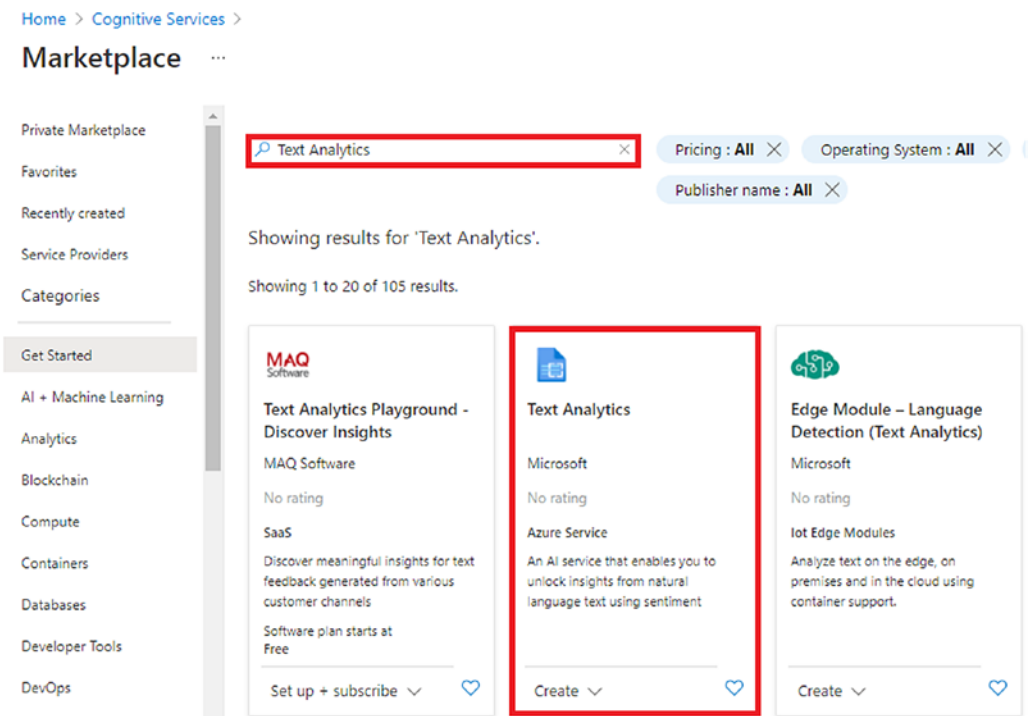 Home > Cognitive Services >
Marketplace ...
Private Marketplace
Favorites
Recently created
Service Providers
Categories
Get Started
AI + Machine Learning
Analytics
Blockchain
Compute
Containers
Databases
Developer Tools
DevOps
Text Analytics
Pricing : All
Operating System : All
Publisher name : All
Showing results for 'Text Analytics'.
Showing 1 to 20 of 105 results.
MAQ
Software
Text Analytics Playground -
Discover Insights
MAQ Software
No rating
SaaS
Discover meaningful insights for text
feedback generated from various
customer channels
Software plan starts at
Free
Set up + subscribe
Text Analytics
Microsoft
No rating
Azure Service
An AI service that enables you to
unlock insights from natural
language text using sentiment
Create
Edge Module – Language
Detection (Text Analytics)
Microsoft
No rating
Iot Edge Modules
Analyze text on the edge, on
premises and in the cloud using
container support.
Create